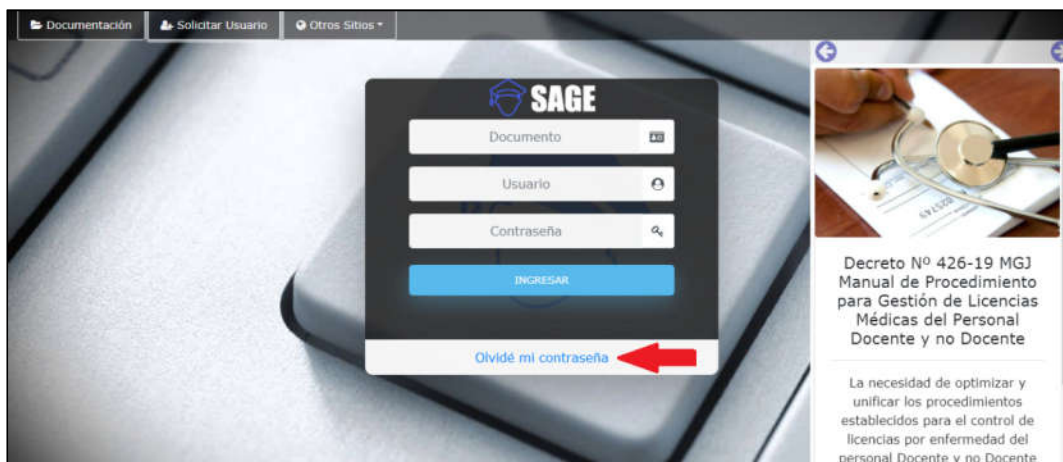 Documentación
Solicitar Usuario
Otros Sitios
SAGE
Documento
Usuario
Contraseña
INGRESAR
Olvidé mi contraseña
025749
Decreto Nº 426-19 MGJ
Manual de Procedimiento
para Gestión de Licencias
Médicas del Personal
Docente y no Docente
La necesidad de optimizar y
unificar los procedimientos
establecidos para el control de
licencias por enfermedad del
personal Docente y no Docente